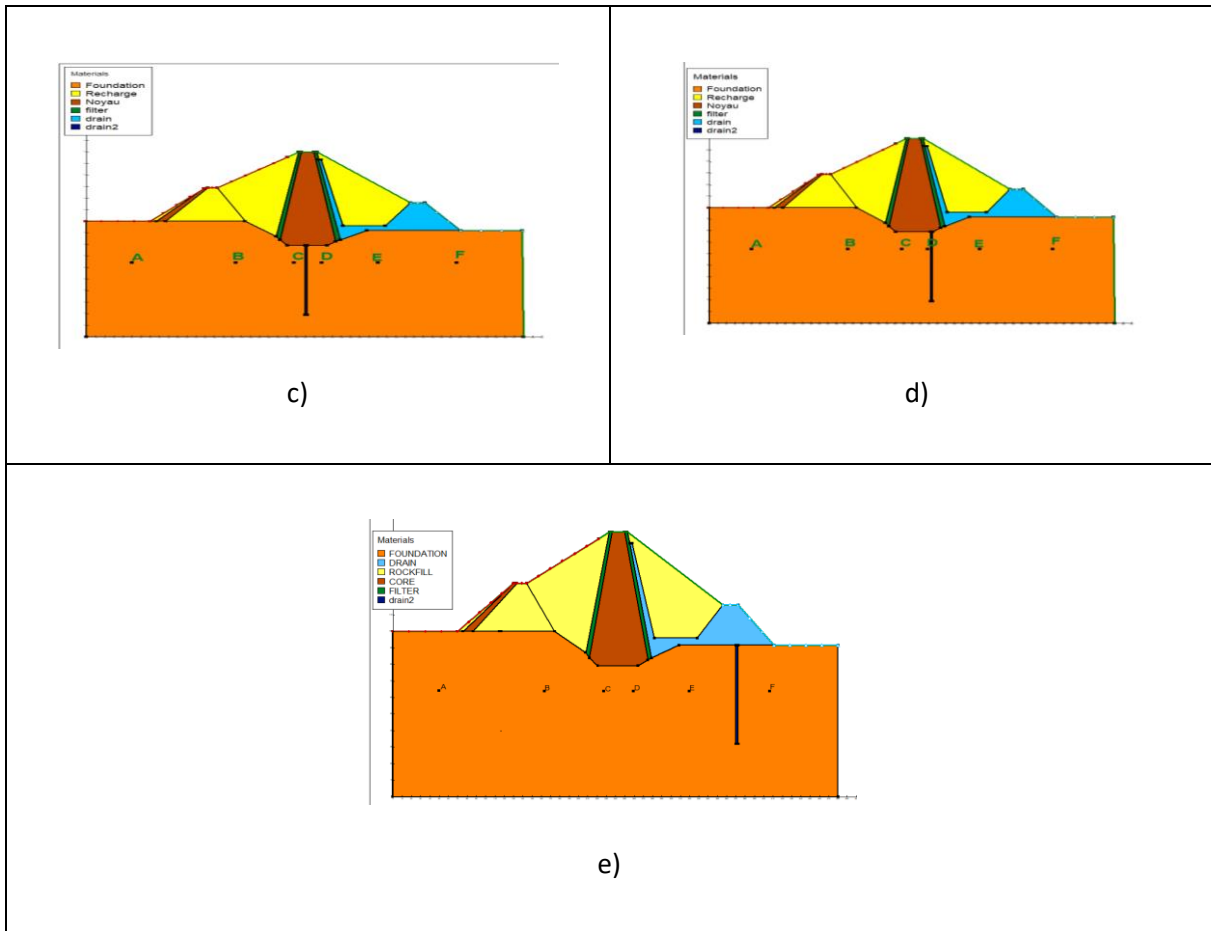 Materials
Foundation
Recharge
Noyau
filter
drain
drain2
A B C D E F
c)
Materials
Foundation
Recharge
Noyau
filter
drain
drain2
A B C D E F
d)
Materials
FOUNDATION
DRAIN
ROCKFILL
CORE
FILTER
drain2
A B C D E F
e)